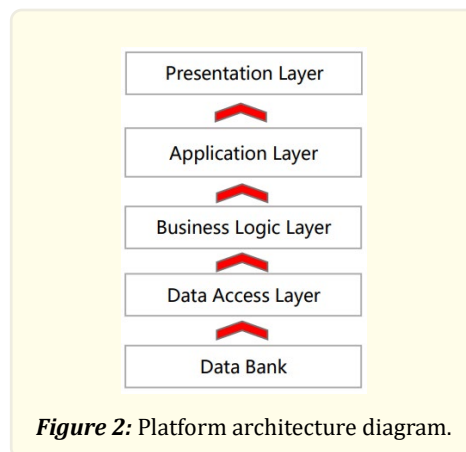 Presentation Layer
Application Layer
Business Logic Layer
Data Access Layer
Data Bank
Figure 2: Platform architecture diagram.